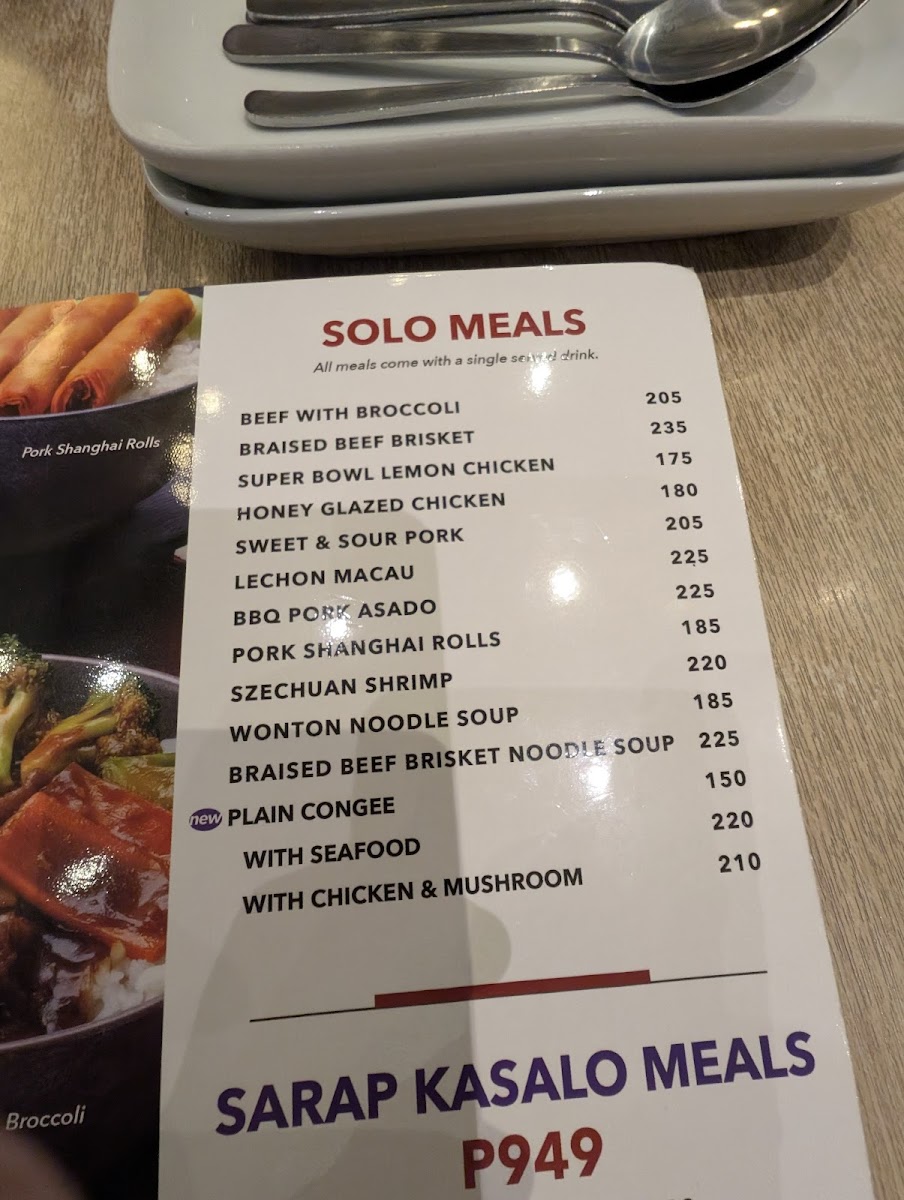 SOLO MEALS
All meals come with a single served drink.
BEEF WITH BROCCOLI 205
BRAISED BEEF BRISKET 235
SUPER BOWL LEMON CHICKEN 175
HONEY GLAZED CHICKEN 180
SWEET & SOUR PORK 205
LECHON MACAU 225
BBQ PORK ASADO 225
PORK SHANGHAI ROLLS 185
SZECHUAN SHRIMP 220
WONTON NOODLE SOUP 185
BRAISED BEEF BRISKET NOODLE SOUP 225
new PLAIN CONGEE 150
WITH SEAFOOD 220
WITH CHICKEN & MUSHROOM 210
SARAP KASALO MEALS
P949
Pork Shanghai Rolls
Broccoli